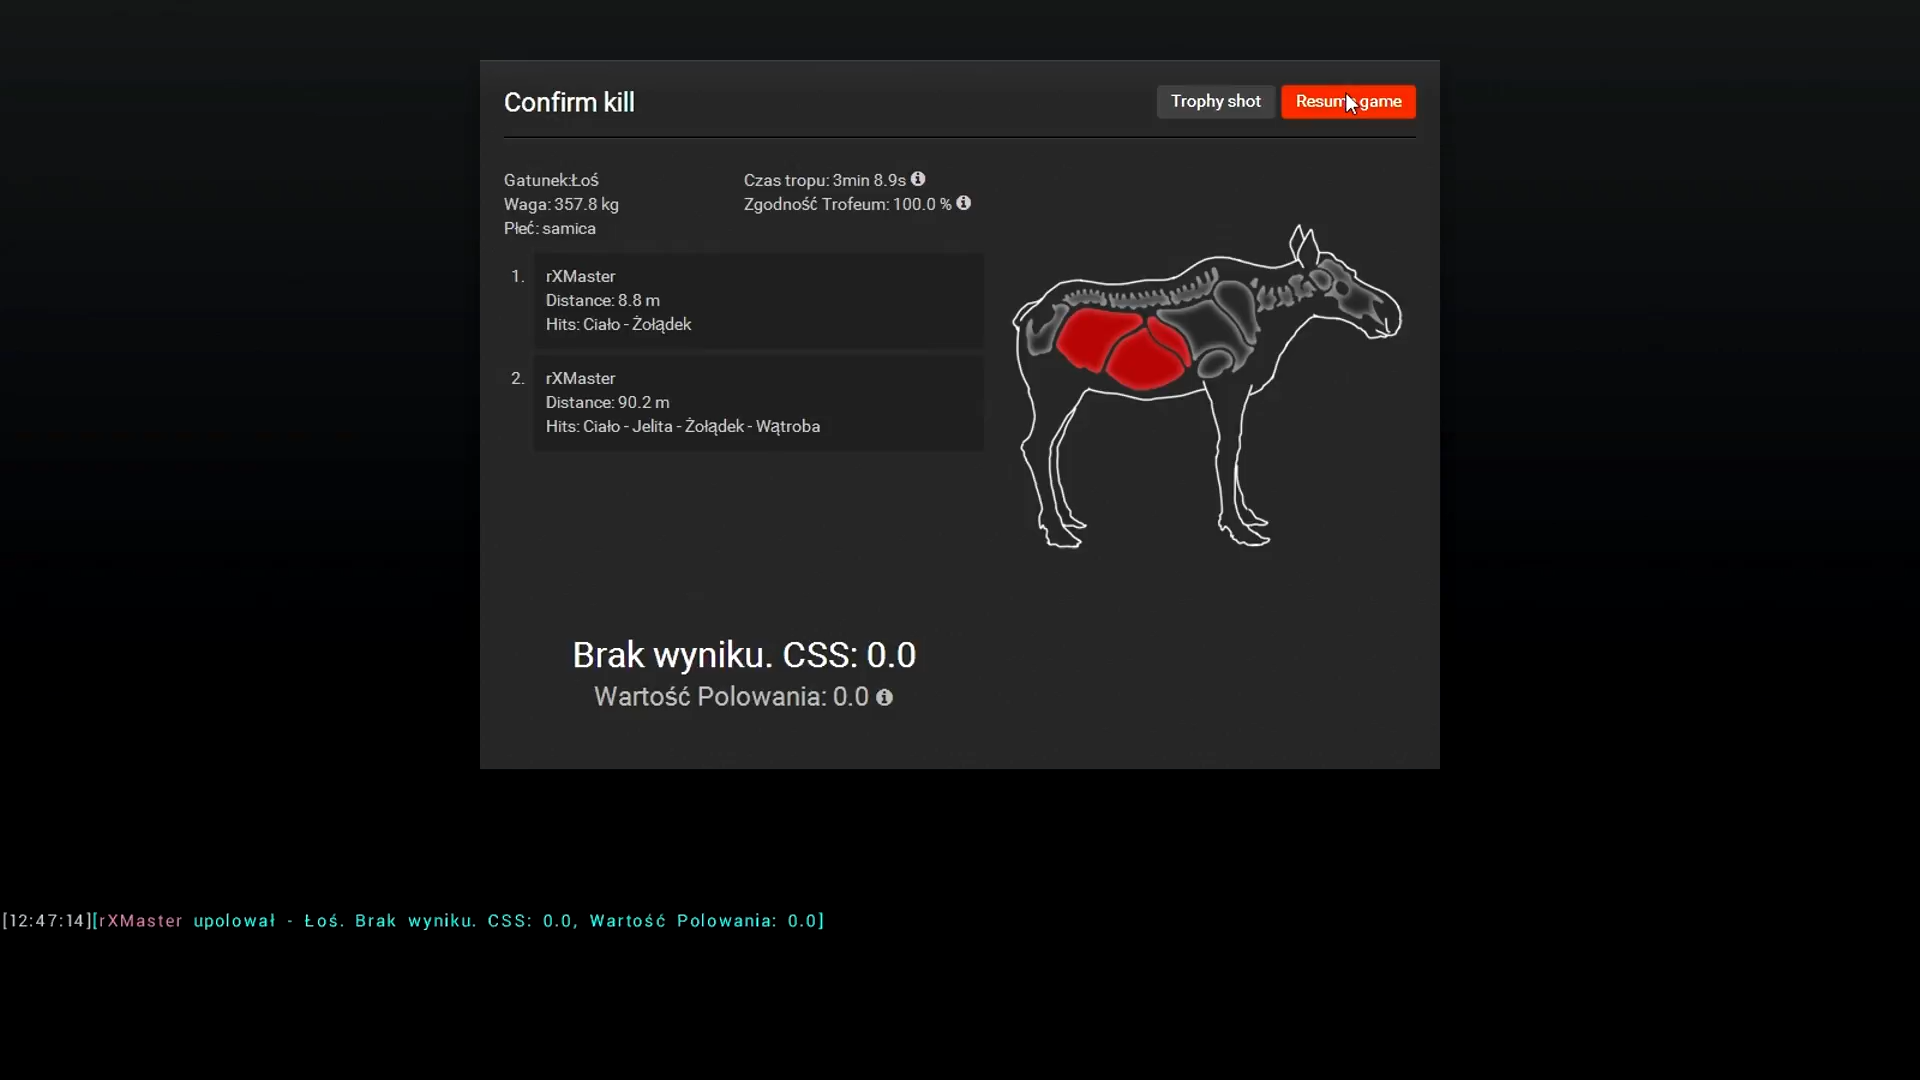 Confirm kill
Trophy shot
Resume game
Gatunek:Łoś
Waga: 357.8 kg
Płeć: samica
Czas tropu: 3min 8.9s
Zgodność Trofeum: 100.0 %
1. rXMaster
Distance: 8.8 m
Hits: Ciało - Żołądek
2. rXMaster
Distance: 90.2 m
Hits: Ciało - Jelita - Żołądek - Wątroba
Brak wyniku. CSS: 0.0
Wartość Polowania: 0.0
[12:47:14][rXMaster upolował - Łoś. Brak wyniku. CSS: 0.0, Wartość Polowania: 0.0]